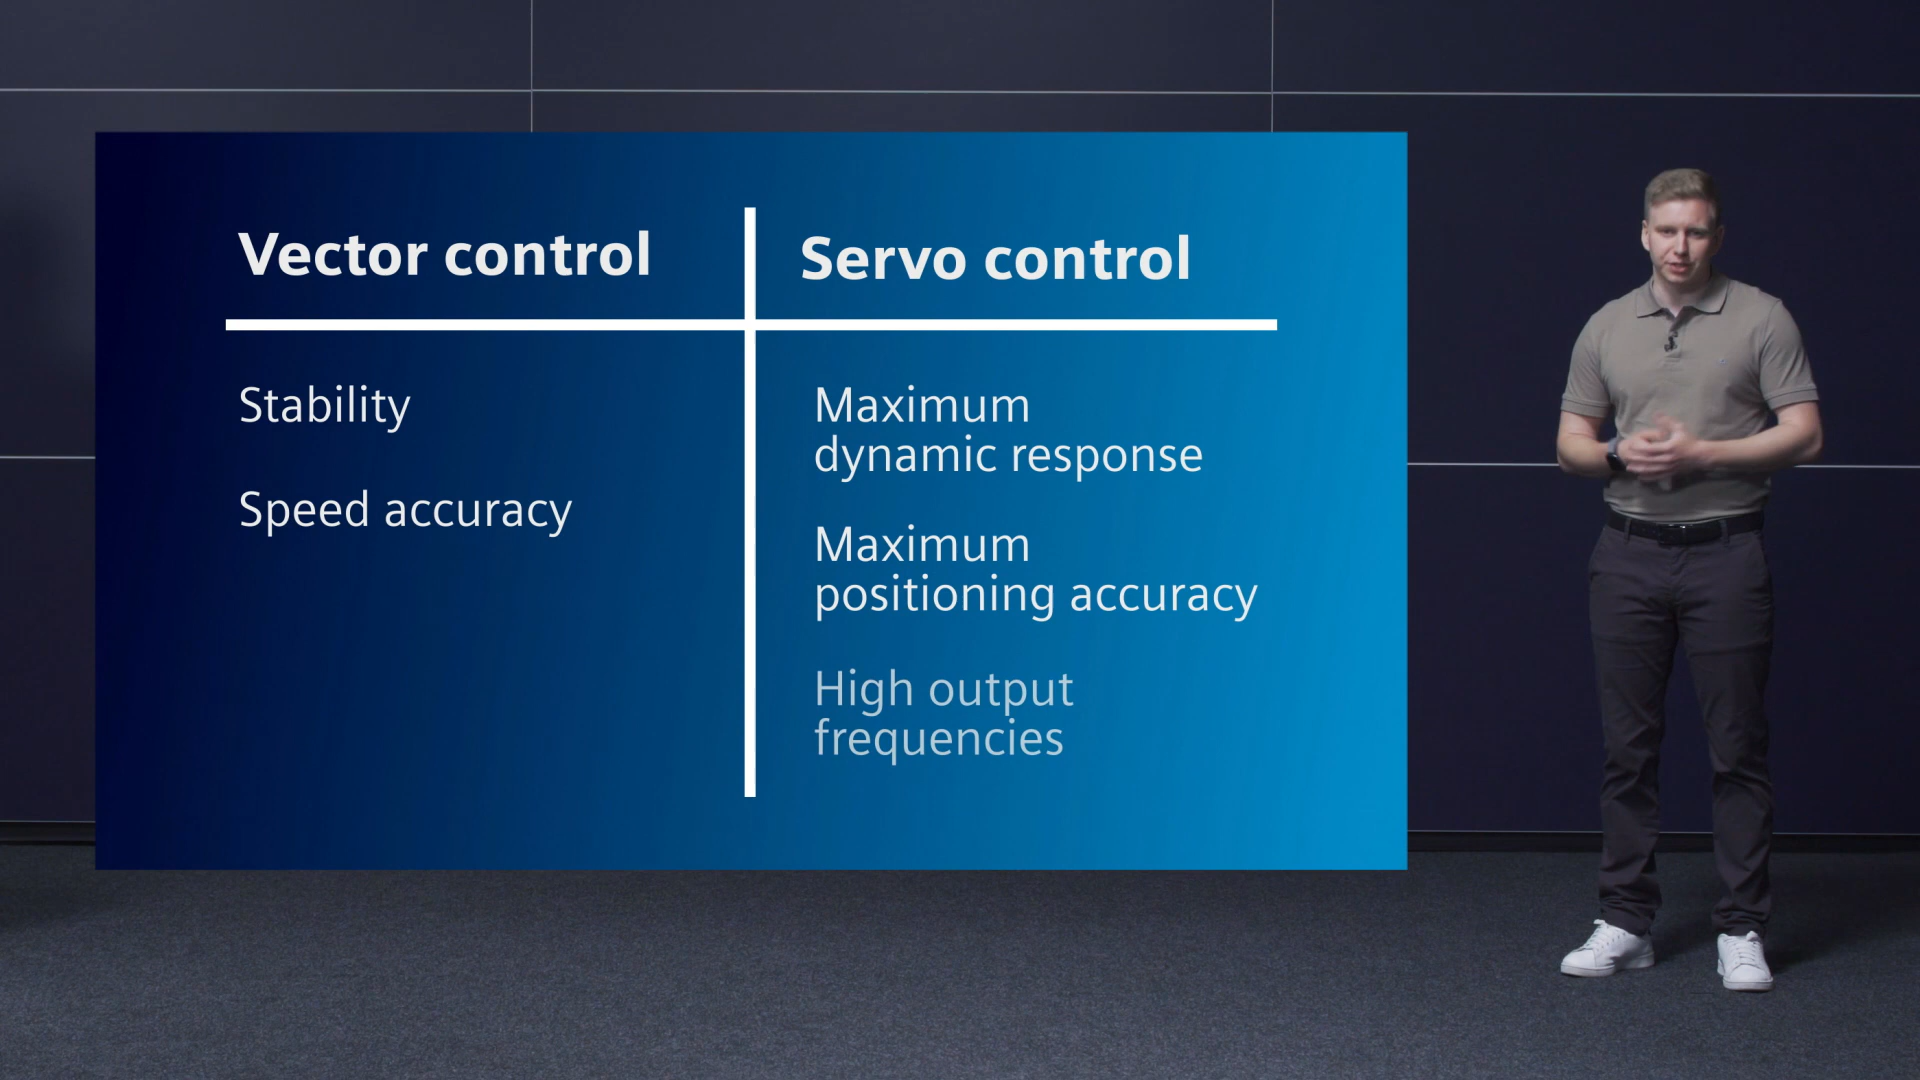 Vector control
Servo control
Stability
Speed accuracy
Maximum
dynamic response
Maximum
positioning accuracy
High output
frequencies